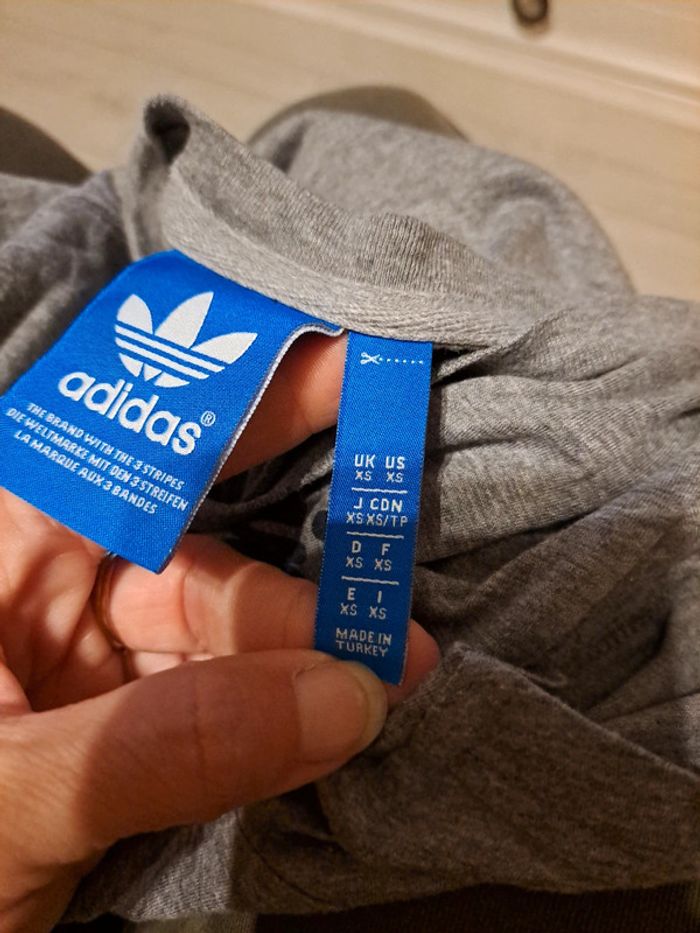 adidas®
THE BRAND WITH THE 3 STRIPES
DIE WELTMARKE MIT DEN 3 STREIFEN
LA MARQUE AUX 3 BANDES
UK US
XS XS
J CDN
XS XS/TP
D F
XS XS
E I
XS XS
MADE IN
TURKEY